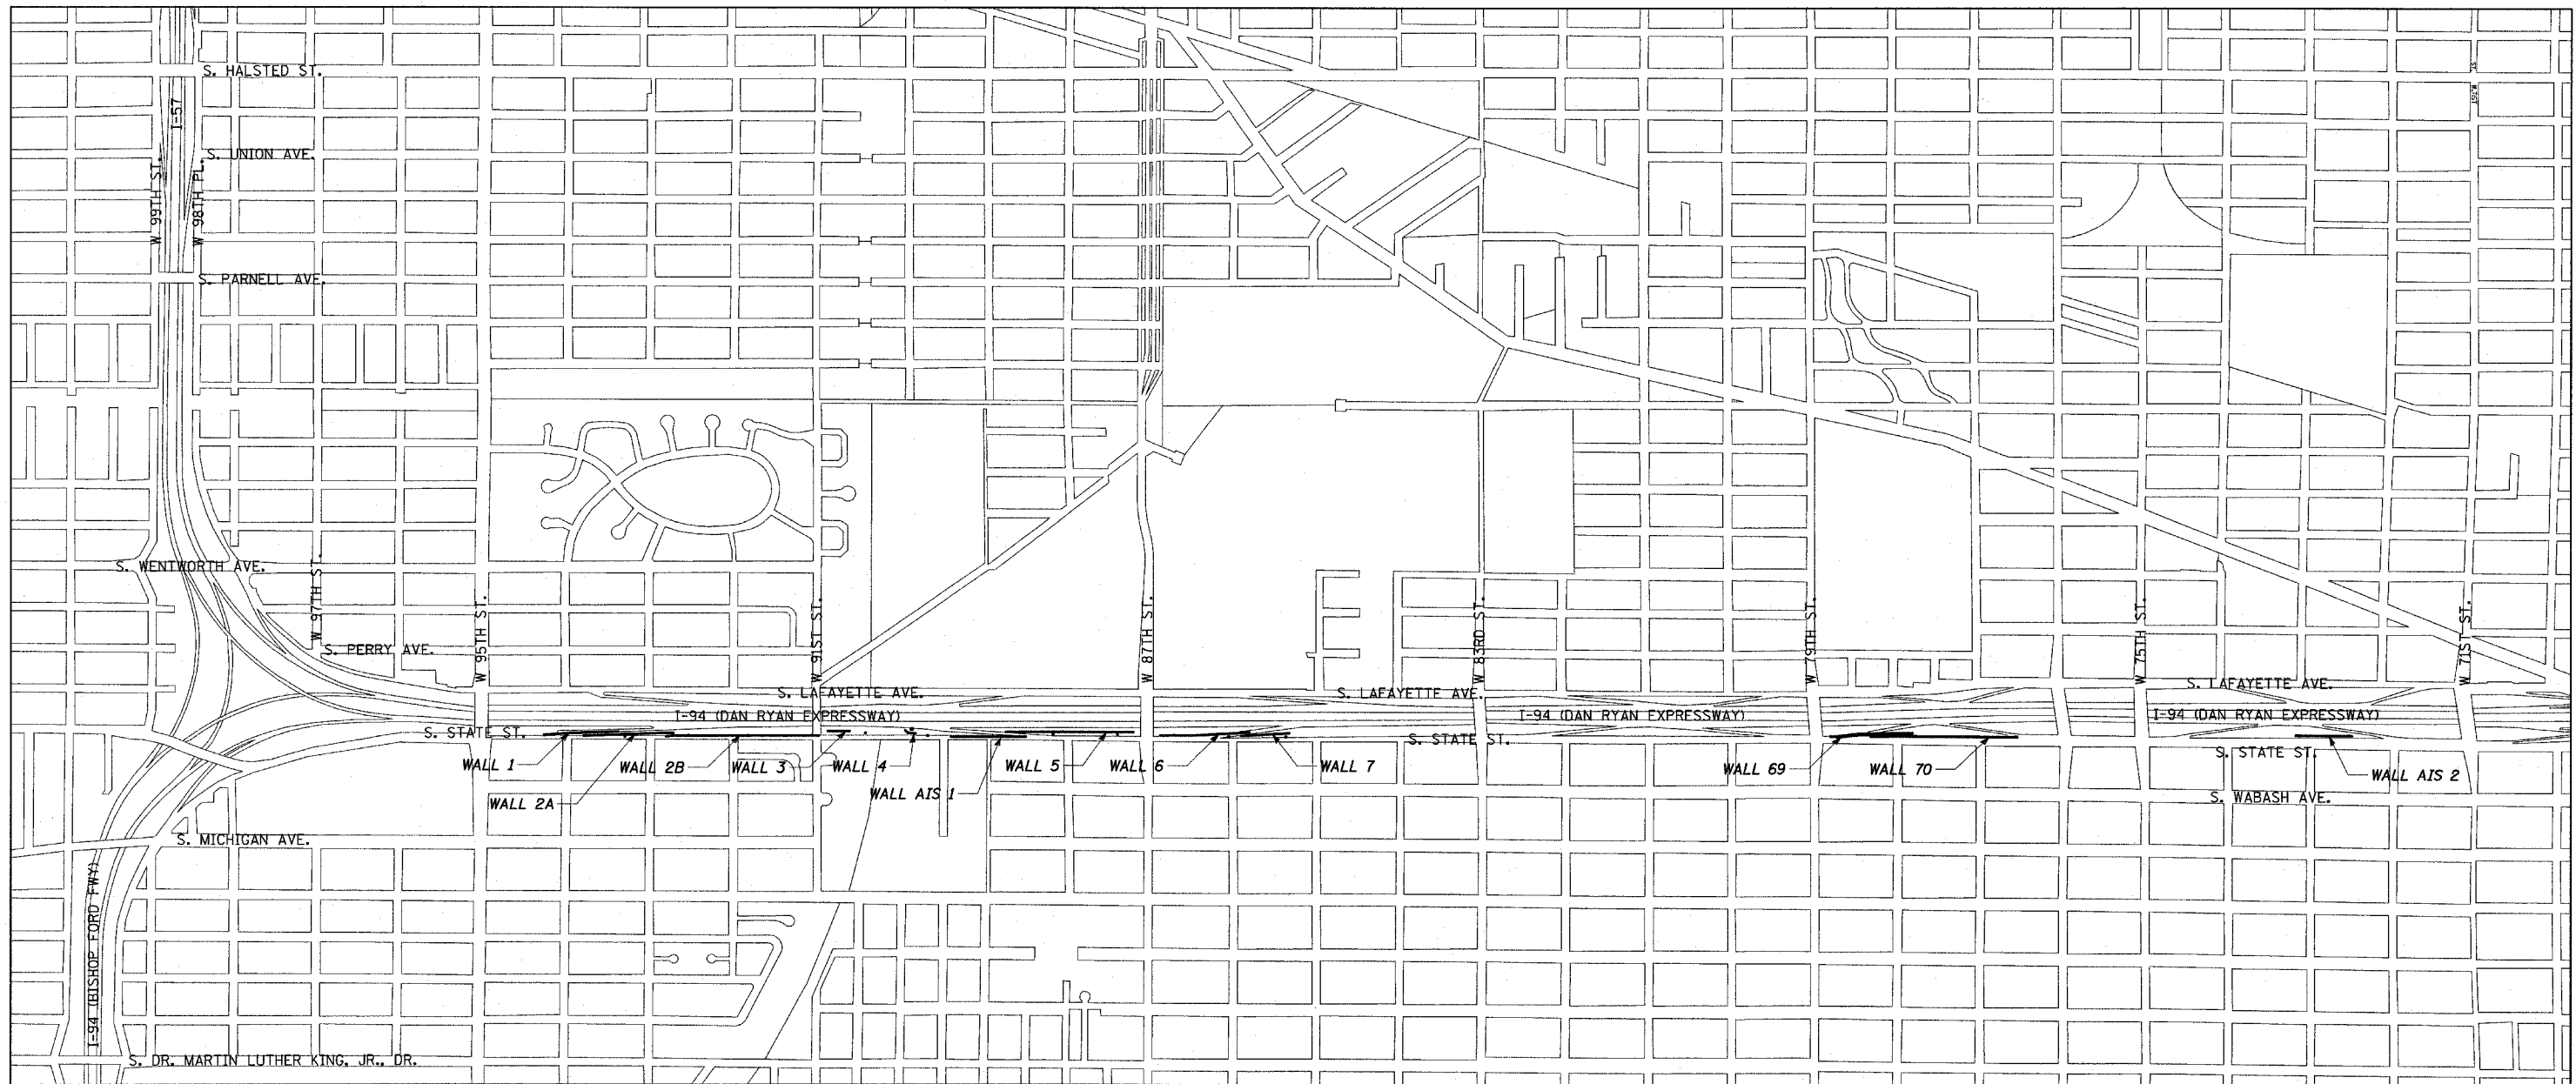 S. HALSTED ST.
I-57
S. UNION AVE.
W 99TH ST.
W 98TH PL.
S. PARNELL AVE.
S. WENTWORTH AVE.
W 97TH ST.
S. PERRY AVE.
W 95TH ST.
W 91ST ST.
W 87TH ST.
W 83RD ST.
W 79TH ST.
W 75TH ST.
W 71ST ST.
S. LAFAYETTE AVE.
S. LAFAYETTE AVE.
S. LAFAYETTE AVE.
I-94 (DAN RYAN EXPRESSWAY)
I-94 (DAN RYAN EXPRESSWAY)
I-94 (DAN RYAN EXPRESSWAY)
S. STATE ST.
S. STATE ST.
S. STATE ST.
WALL 1
WALL 2B
WALL 3
WALL 4
WALL 5
WALL 6
WALL 7
WALL 69
WALL 70
WALL AIS 2
WALL 2A
WALL AIS 1
S. WABASH AVE.
S. MICHIGAN AVE.
I-94 (BISHOP FORD FWY)
S. DR. MARTIN LUTHER KING, JR., DR.